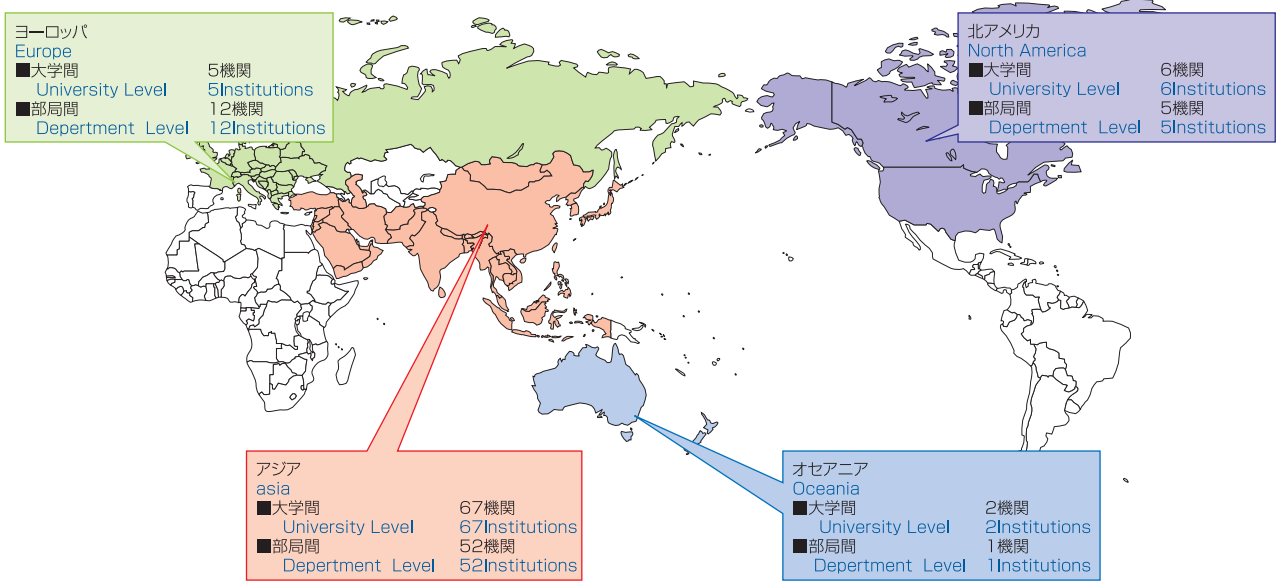 ヨーロッパ
Europe
■大学間 5機関
University Level 5Institutions
■部局間 12機関
Depertment Level 12Institutions
北アメリカ
North America
■大学間 6機関
University Level 6Institutions
■部局間 5機関
Depertment Level 5Institutions
アジア
asia
■大学間 67機関
University Level 67Institutions
■部局間 52機関
Depertment Level 52Institutions
オセアニア
Oceania
■大学間 2機関
University Level 2Institutions
■部局間 1機関
Depertment Level 1Institutions